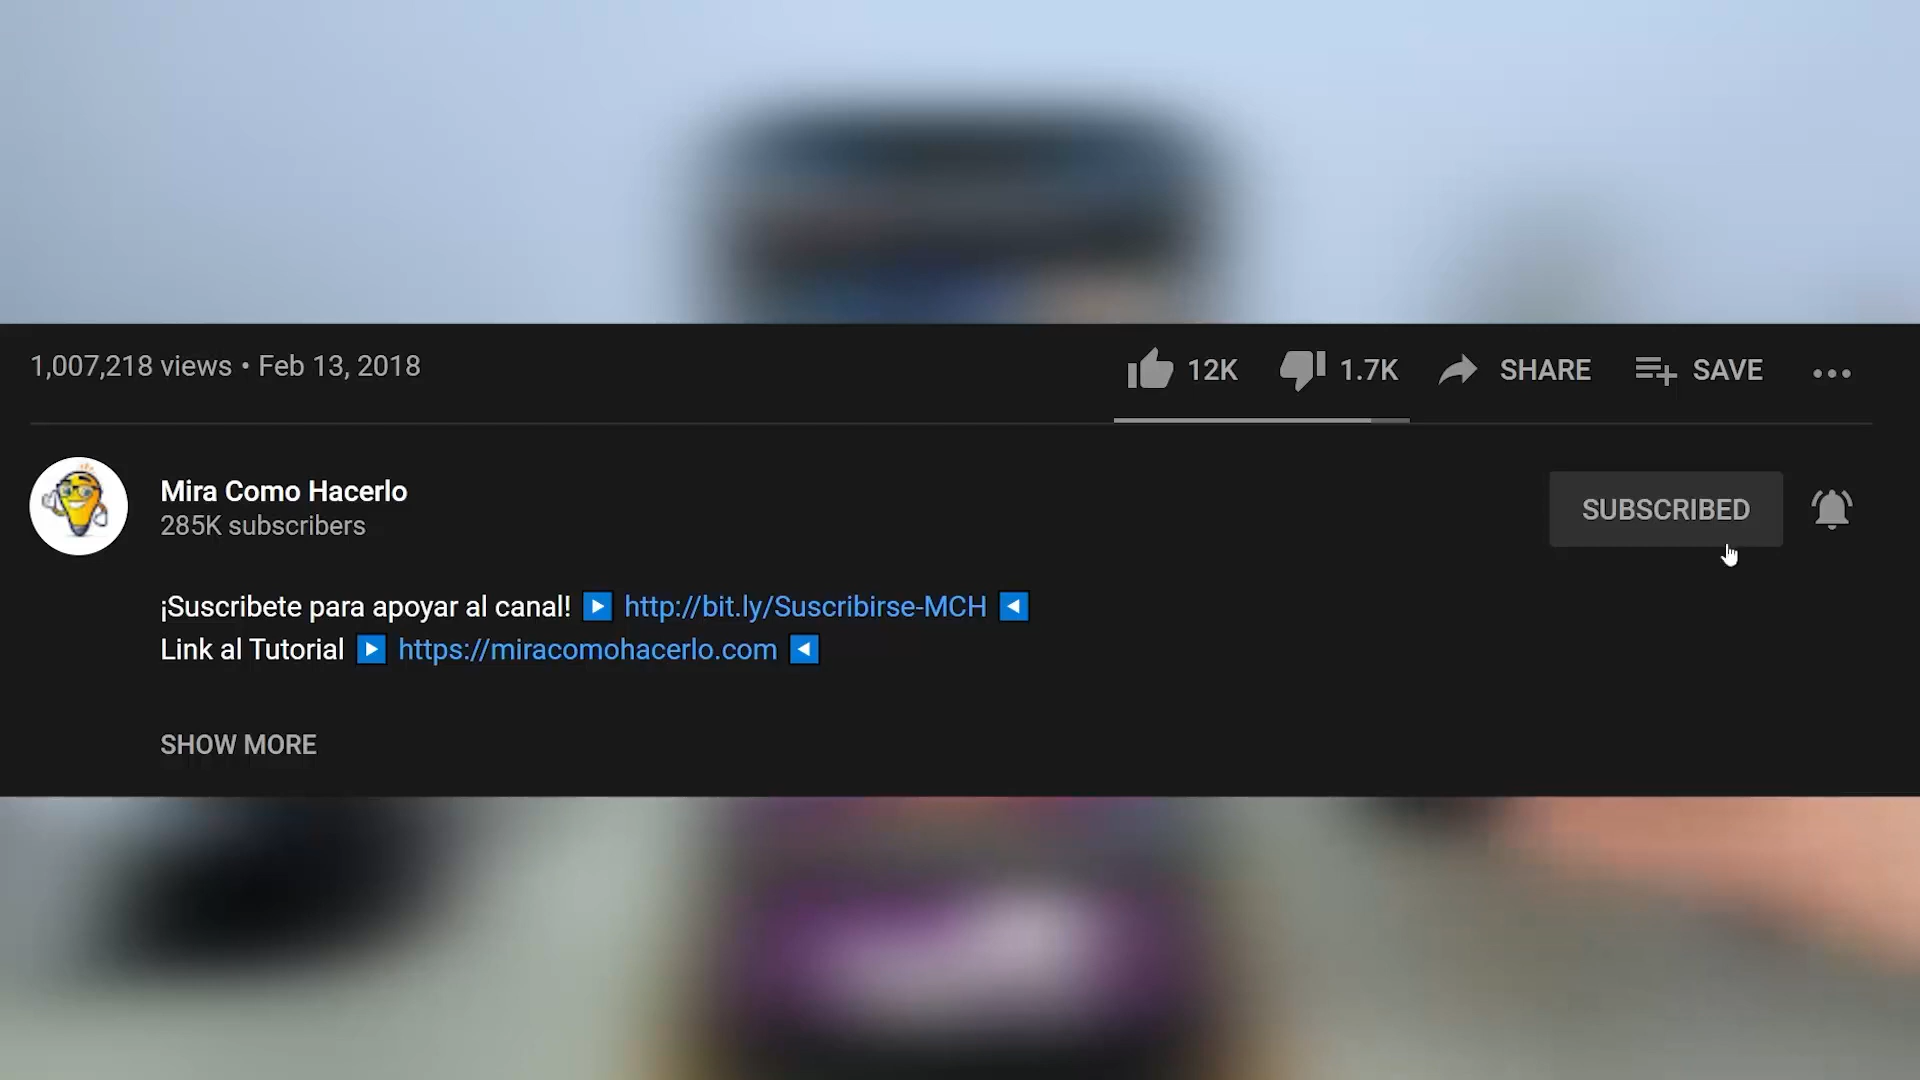 1,007,218 views • Feb 13, 2018
12K
1.7K
SHARE
SAVE
Mira Como Hacerlo
285K subscribers
SUBSCRIBED
¡Suscribete para apoyar al canal! ▶ http://bit.ly/Suscribirse-MCH ◀
Link al Tutorial ▶ https://miracomohacerlo.com ◀
SHOW MORE